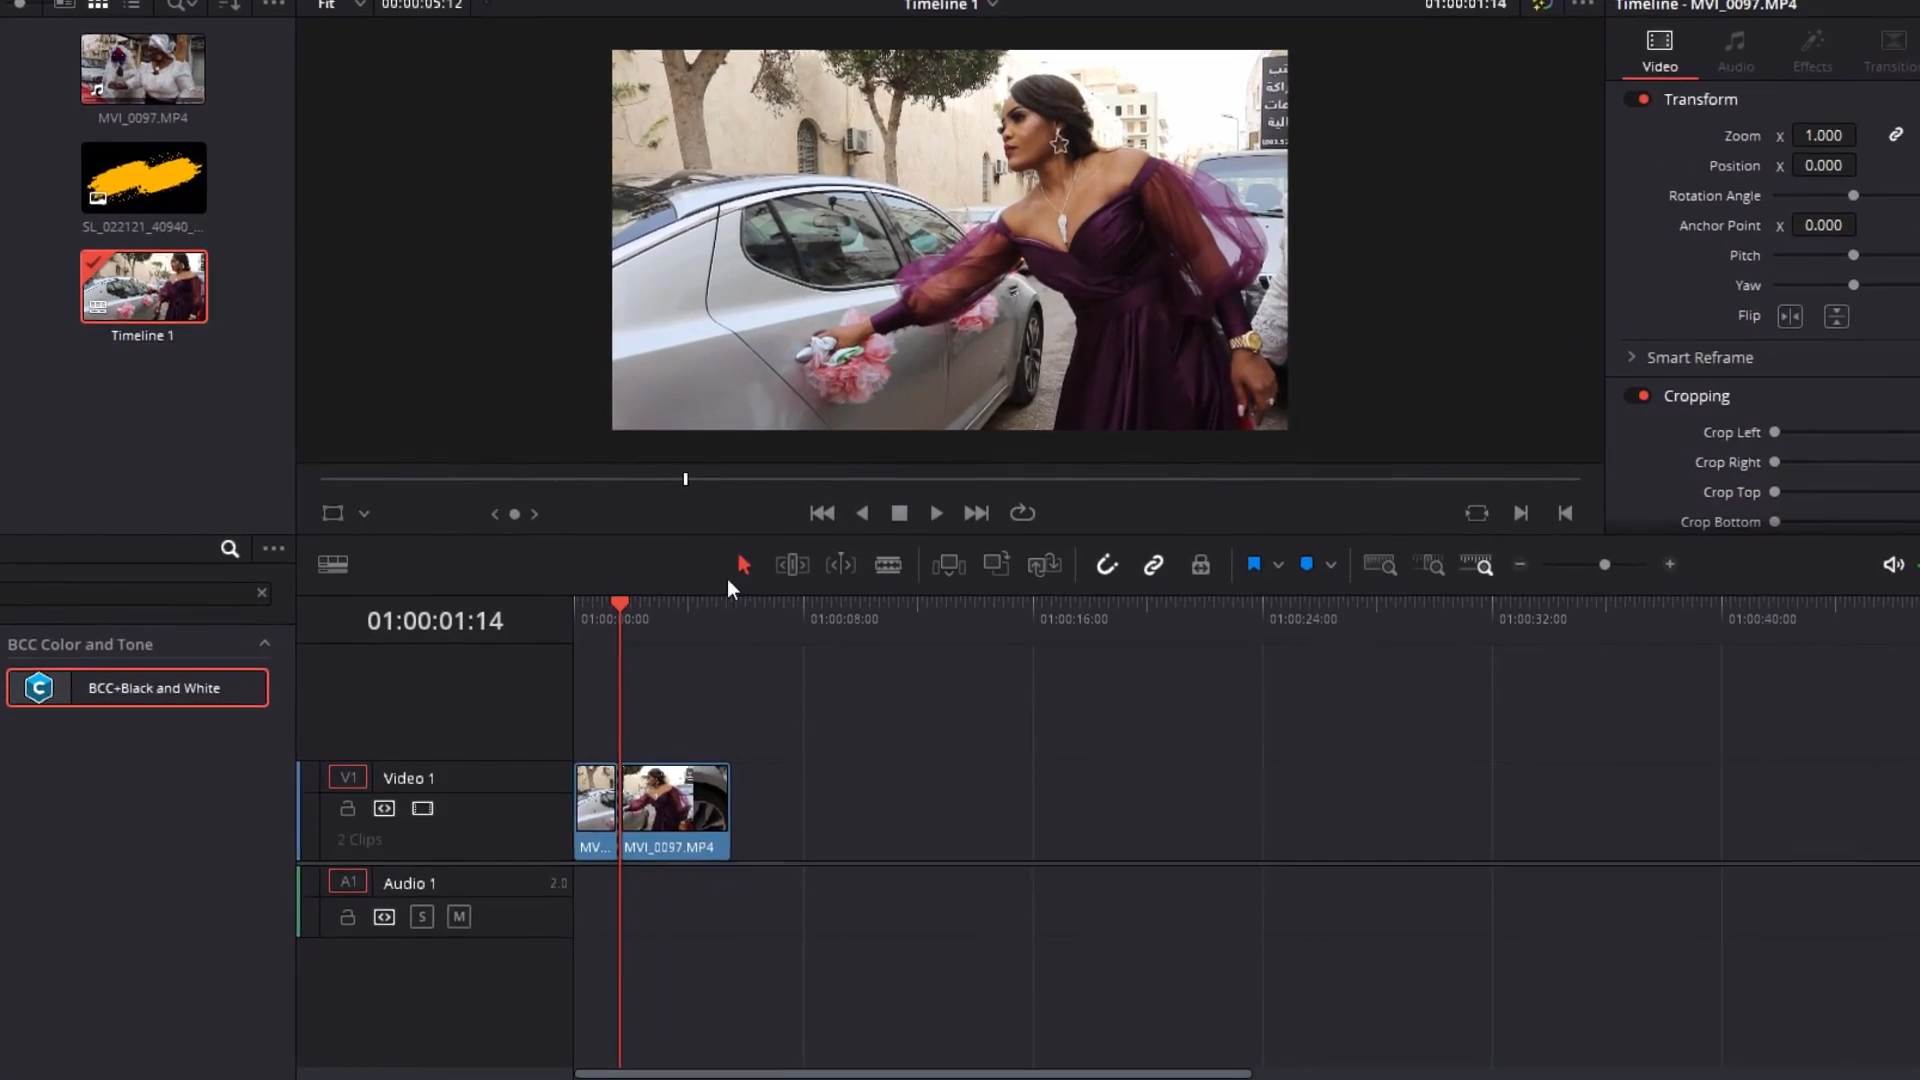 Fit
00:00:05:12
Timeline 1
01:00:01:14
Timeline - MVI_0097.MP4
Video
Audio
Effects
Transitio
MVI_0097.MP4
SL_022121_40940_...
Timeline 1
Transform
Zoom X 1.000
Position X 0.000
Rotation Angle
Anchor Point X 0.000
Pitch
Yaw
Flip
Smart Reframe
Cropping
Crop Left
Crop Right
Crop Top
Crop Bottom
BCC Color and Tone
C BCC+Black and White
01:00:01:14
01:00:00:00
01:00:08:00
01:00:16:00
01:00:24:00
01:00:32:00
01:00:40:00
V1 Video 1
2 Clips
MV...
MVI_0097.MP4
A1 Audio 1 2.0
S M